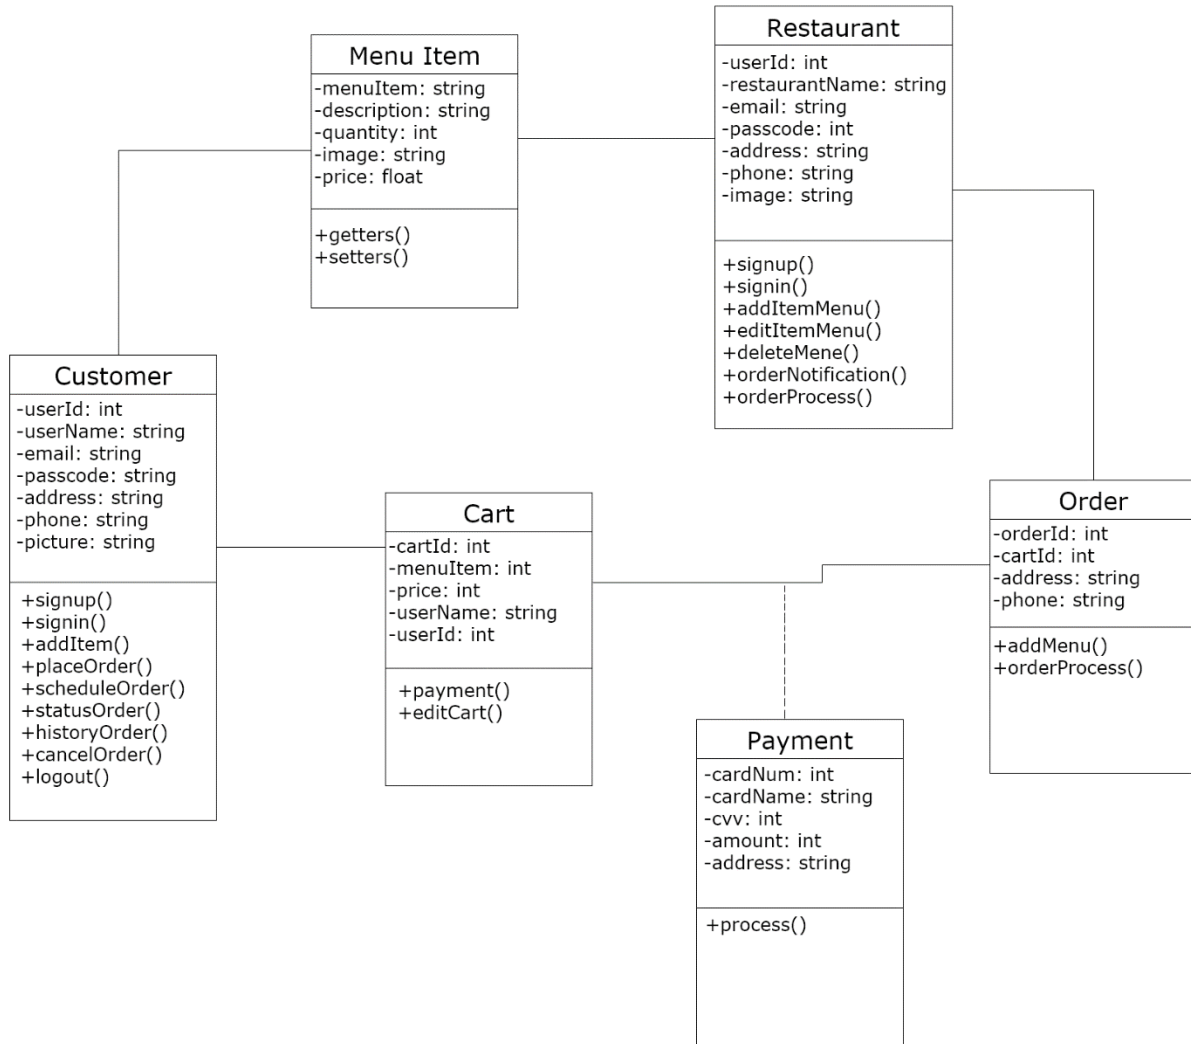 Menu Item
-menuItem: string
-description: string
-quantity: int
-image: string
-price: float
+getters()
+setters()
Restaurant
-userId: int
-restaurantName: string
-email: string
-passcode: int
-address: string
-phone: string
-image: string
+signup()
+signin()
+addItemMenu()
+editItemMenu()
+deleteMene()
+orderNotification()
+orderProcess()
Customer
-userId: int
-userName: string
-email: string
-passcode: string
-address: string
-phone: string
-picture: string
+signup()
+signin()
+addItem()
+placeOrder()
+scheduleOrder()
+statusOrder()
+historyOrder()
+cancelOrder()
+logout()
Cart
-cartId: int
-menuItem: int
-price: int
-userName: string
-userId: int
+payment()
+editCart()
Order
-orderId: int
-cartId: int
-address: string
-phone: string
+addMenu()
+orderProcess()
Payment
-cardNum: int
-cardName: string
-cvv: int
-amount: int
-address: string
+process()